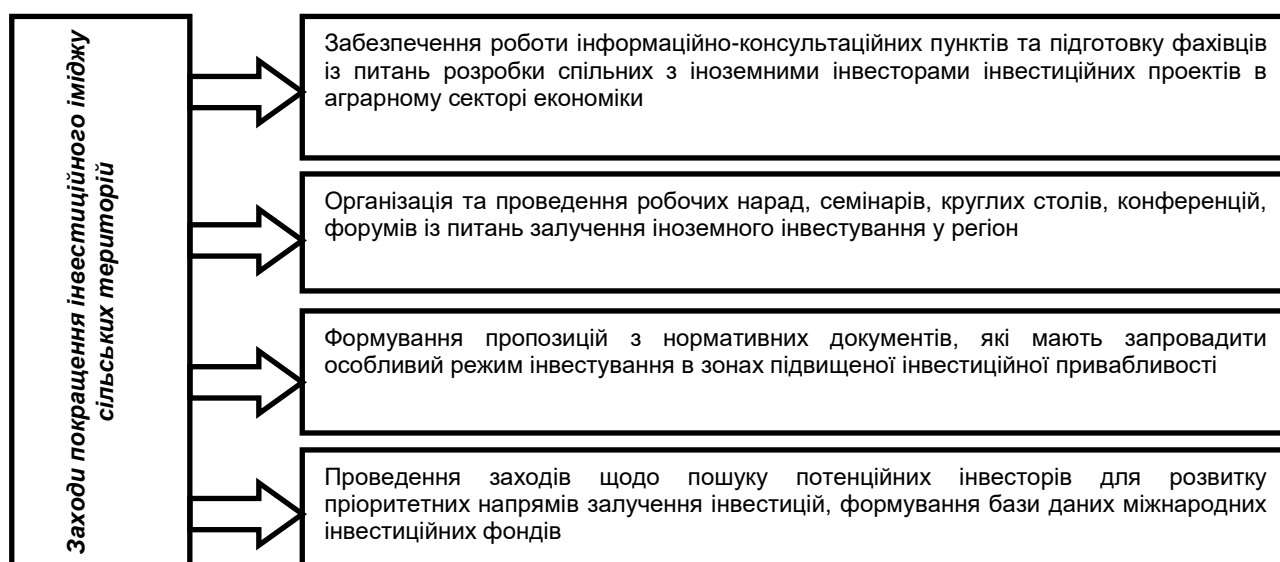 Заходи покращення інвестиційного іміджу
сільських територій
Забезпечення роботи інформаційно-консультаційних пунктів та підготовку фахівців
із питань розробки спільних з іноземними інвесторами інвестиційних проектів в
аграрному секторі економіки
Організація та проведення робочих нарад, семінарів, круглих столів, конференцій,
форумів із питань залучення іноземного інвестування у регіон
Формування пропозицій з нормативних документів, які мають запровадити
особливий режим інвестування в зонах підвищеної інвестиційної привабливості
Проведення заходів щодо пошуку потенційних інвесторів для розвитку
пріоритетних напрямів залучення інвестицій, формування бази даних міжнародних
інвестиційних фондів